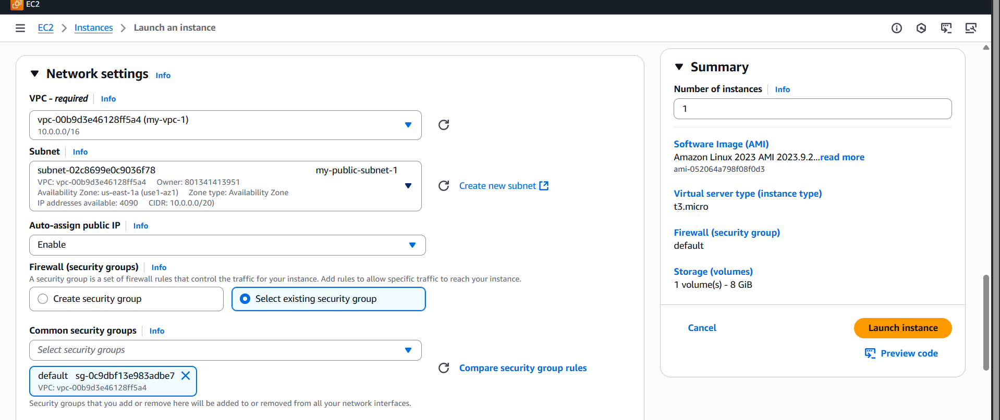 EC2
EC2 > Instances > Launch an instance
Network settings Info
VPC - required Info
vpc-00b9d3e46128ff5a4 (my-vpc-1)
10.0.0.0/16
Subnet Info
subnet-02c8699e0c9036f78 my-public-subnet-1
VPC: vpc-00b9d3e46128ff5a4 Owner: 801341413951
Availability Zone: us-east-1a (use1-az1) Zone type: Availability Zone
IP addresses available: 4090 CIDR: 10.0.0.0/20)
Create new subnet
Auto-assign public IP Info
Enable
Firewall (security groups) Info
A security group is a set of firewall rules that control the traffic for your instance. Add rules to allow specific traffic to reach your instance.
Create security group
Select existing security group
Common security groups Info
Select security groups
default sg-0c9dbf13e983adbe7
VPC: vpc-00b9d3e46128ff5a4
Compare security group rules
Security groups that you add or remove here will be added to or removed from all your network interfaces.
Summary
Number of instances Info
1
Software Image (AMI)
Amazon Linux 2023 AMI 2023.9.2...read more
ami-052064a798f08f0d3
Virtual server type (instance type)
t3.micro
Firewall (security group)
default
Storage (volumes)
1 volume(s) - 8 GiB
Cancel
Launch instance
Preview code